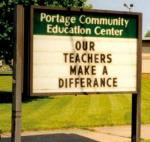 Portage Community
Education Center
OUR
TEACHERS
MAKE A
DIFFERANCE